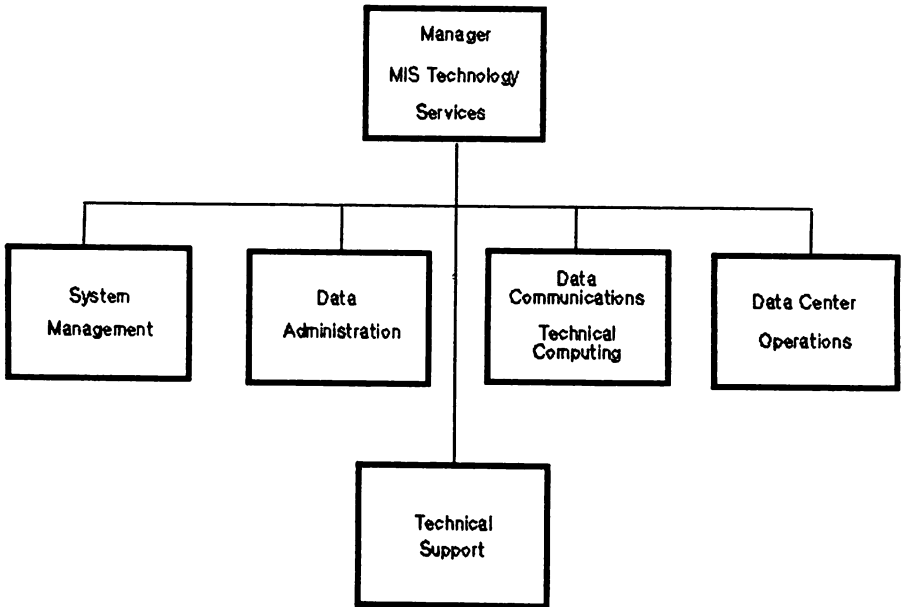 Manager
MIS Technology
Services
System
Management
Data
Administration
Data
Communications
Technical
Computing
Data Center
Operations
Technical
Support